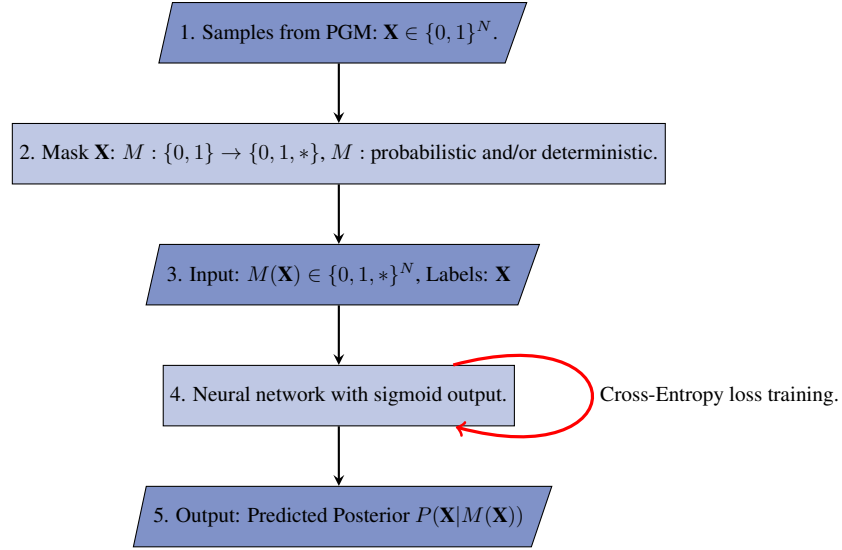 1. Samples from PGM: X ∈ {0, 1}^N.
2. Mask X: M : {0, 1} → {0, 1, ∗}, M : probabilistic and/or deterministic.
3. Input: M(X) ∈ {0, 1, ∗}^N, Labels: X
4. Neural network with sigmoid output.
Cross-Entropy loss training.
5. Output: Predicted Posterior P(X|M(X))